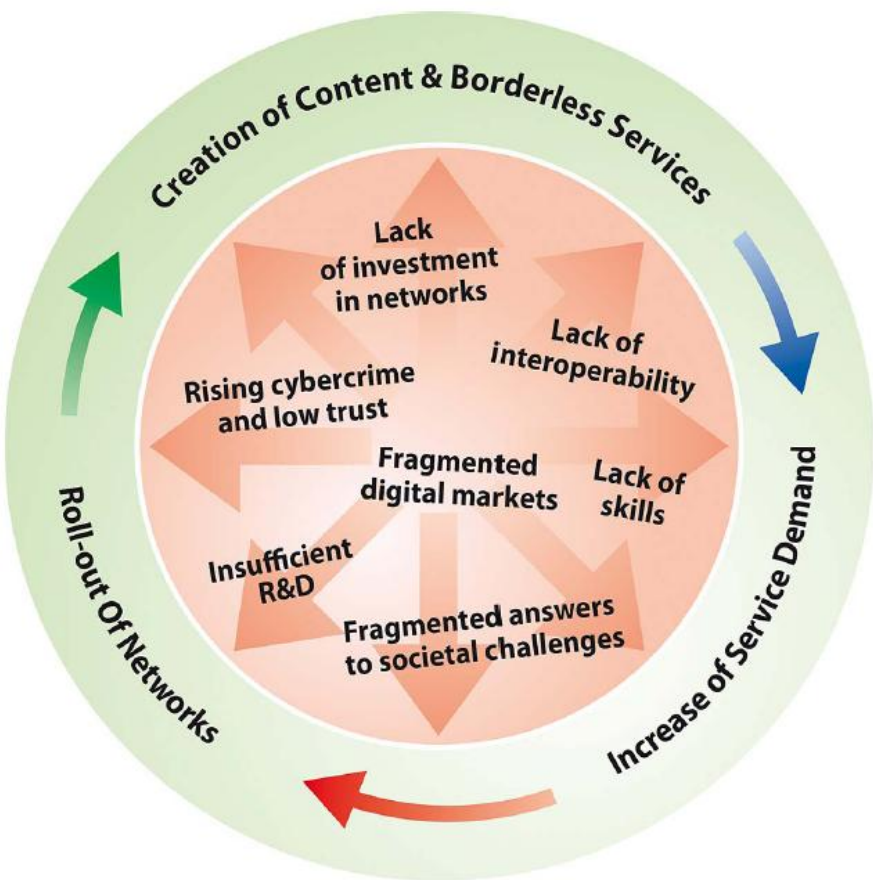 Creation of Content & Borderless Services
Lack
of investment
in networks
Lack of
interoperability
Rising cybercrime
and low trust
Fragmented
digital markets
Lack of
skills
Insufficient
R&D
Fragmented answers
to societal challenges
Increase of Service Demand
Roll-out Of Networks